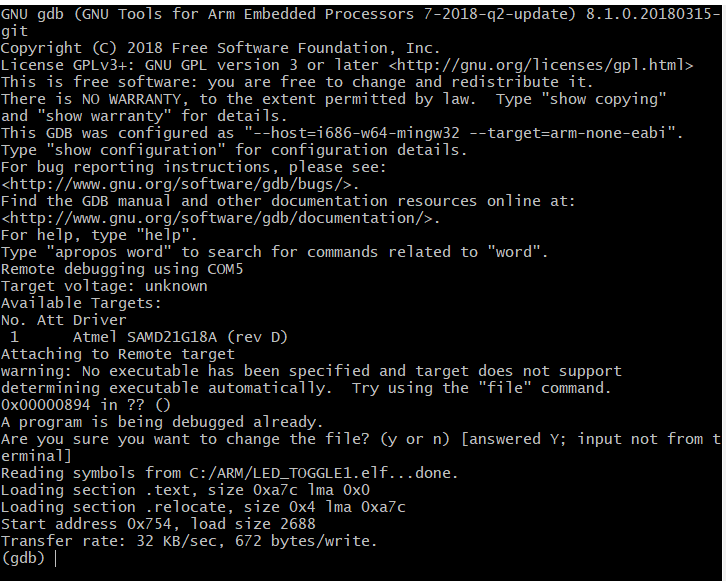 GNU gdb (GNU Tools for Arm Embedded Processors 7-2018-q2-update) 8.1.0.20180315-
git
Copyright (C) 2018 Free Software Foundation, Inc.
License GPLv3+: GNU GPL version 3 or later <http://gnu.org/licenses/gpl.html>
This is free software: you are free to change and redistribute it.
There is NO WARRANTY, to the extent permitted by law.  Type "show copying"
and "show warranty" for details.
This GDB was configured as "--host=i686-w64-mingw32 --target=arm-none-eabi".
Type "show configuration" for configuration details.
For bug reporting instructions, please see:
<http://www.gnu.org/software/gdb/bugs/>.
Find the GDB manual and other documentation resources online at:
<http://www.gnu.org/software/gdb/documentation/>.
For help, type "help".
Type "apropos word" to search for commands related to "word".
Remote debugging using COM5
Target voltage: unknown
Available Targets:
No. Att Driver
 1      Atmel SAMD21G18A (rev D)
Attaching to Remote target
warning: No executable has been specified and target does not support
determining executable automatically.  Try using the "file" command.
0x00000894 in ?? ()
A program is being debugged already.
Are you sure you want to change the file? (y or n) [answered Y; input not from t
erminal]
Reading symbols from C:/ARM/LED_TOGGLE1.elf...done.
Loading section .text, size 0xa7c lma 0x0
Loading section .relocate, size 0x4 lma 0xa7c
Start address 0x754, load size 2688
Transfer rate: 32 KB/sec, 672 bytes/write.
(gdb)